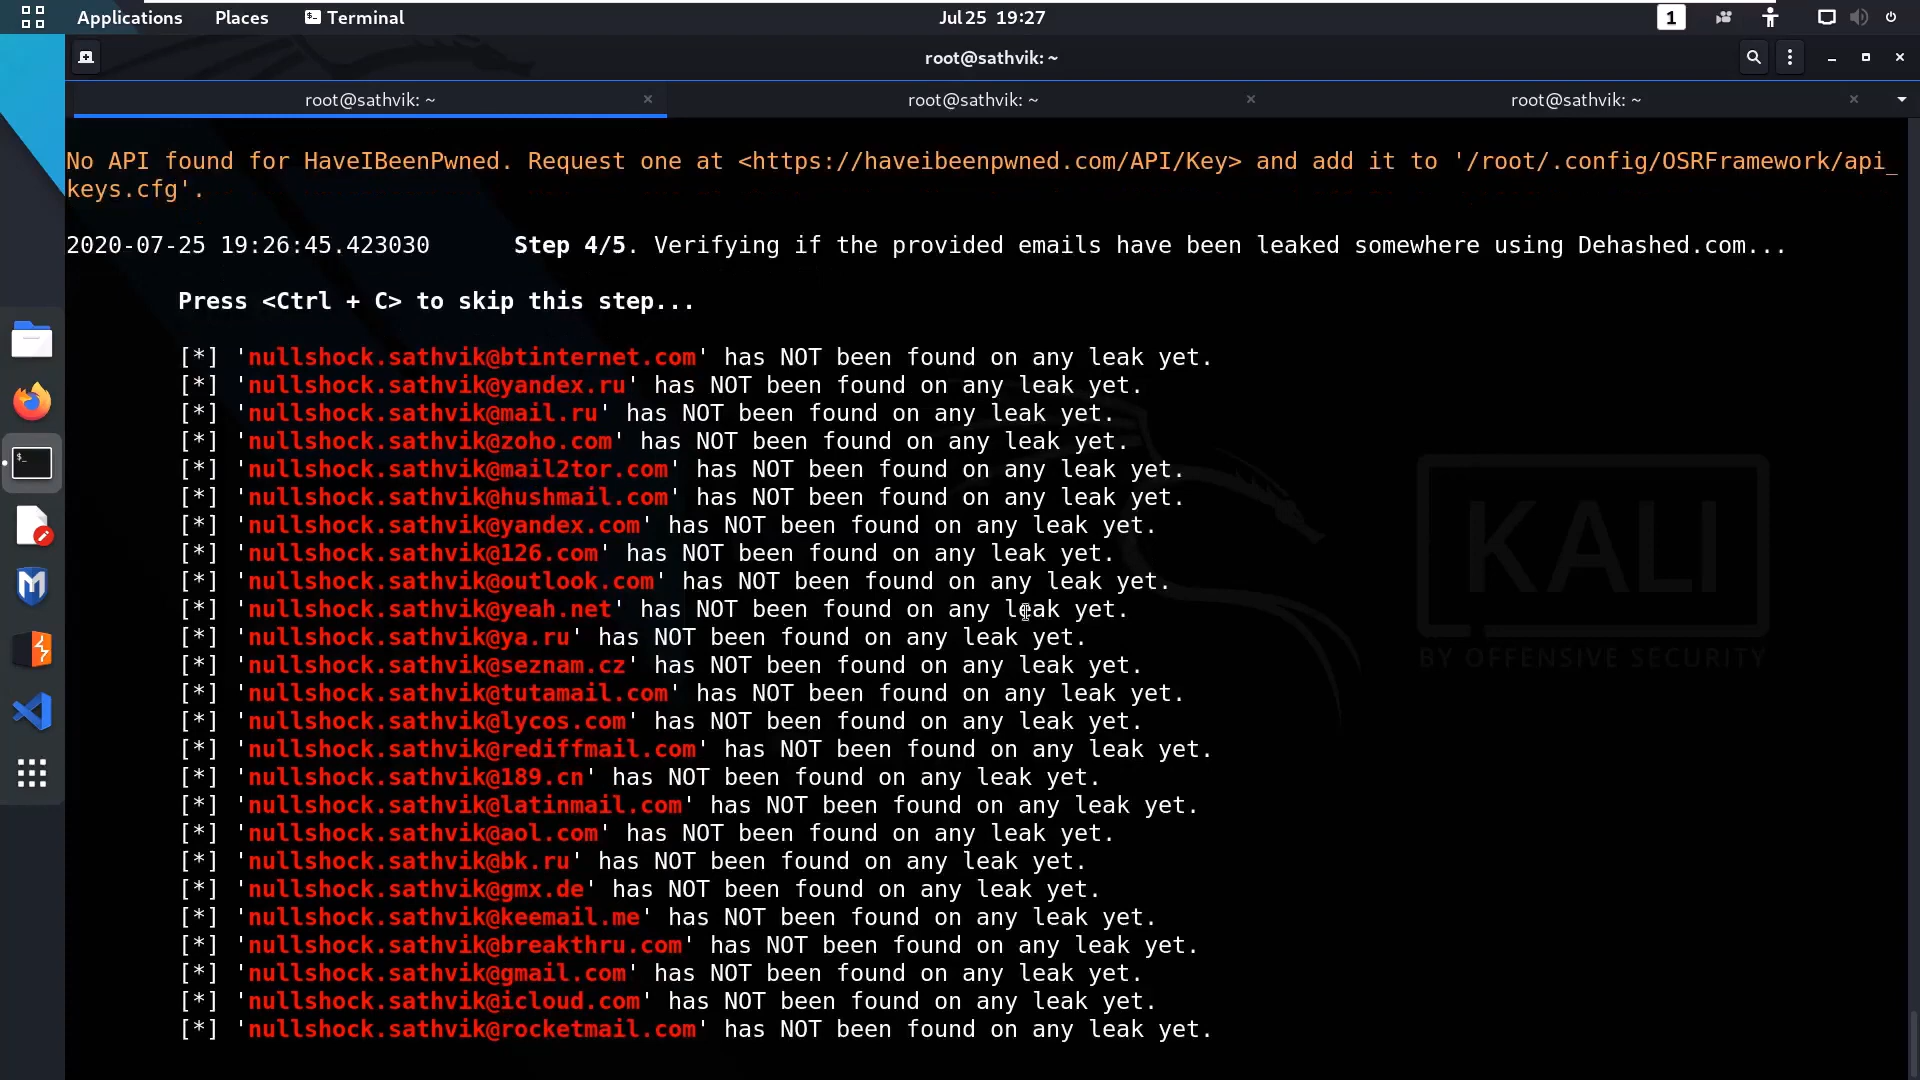 Applications Places Terminal Jul 25 19:27 1
root@sathvik: ~
root@sathvik: ~ root@sathvik: ~ root@sathvik: ~
No API found for HaveIBeenPwned. Request one at <https://haveibeenpwned.com/API/Key> and add it to '/root/.config/OSRFramework/api_
keys.cfg'.
2020-07-25 19:26:45.423030 Step 4/5. Verifying if the provided emails have been leaked somewhere using Dehashed.com...
Press <Ctrl + C> to skip this step...
[*] 'nullshock.sathvik@btinternet.com' has NOT been found on any leak yet.
[*] 'nullshock.sathvik@yandex.ru' has NOT been found on any leak yet.
[*] 'nullshock.sathvik@mail.ru' has NOT been found on any leak yet.
[*] 'nullshock.sathvik@zoho.com' has NOT been found on any leak yet.
[*] 'nullshock.sathvik@mail2tor.com' has NOT been found on any leak yet.
[*] 'nullshock.sathvik@hushmail.com' has NOT been found on any leak yet.
[*] 'nullshock.sathvik@yandex.com' has NOT been found on any leak yet.
[*] 'nullshock.sathvik@126.com' has NOT been found on any leak yet.
[*] 'nullshock.sathvik@outlook.com' has NOT been found on any leak yet.
[*] 'nullshock.sathvik@yeah.net' has NOT been found on any leak yet.
[*] 'nullshock.sathvik@ya.ru' has NOT been found on any leak yet.
[*] 'nullshock.sathvik@seznam.cz' has NOT been found on any leak yet.
[*] 'nullshock.sathvik@tutamail.com' has NOT been found on any leak yet.
[*] 'nullshock.sathvik@lycos.com' has NOT been found on any leak yet.
[*] 'nullshock.sathvik@rediffmail.com' has NOT been found on any leak yet.
[*] 'nullshock.sathvik@189.cn' has NOT been found on any leak yet.
[*] 'nullshock.sathvik@latinmail.com' has NOT been found on any leak yet.
[*] 'nullshock.sathvik@aol.com' has NOT been found on any leak yet.
[*] 'nullshock.sathvik@bk.ru' has NOT been found on any leak yet.
[*] 'nullshock.sathvik@gmx.de' has NOT been found on any leak yet.
[*] 'nullshock.sathvik@keemail.me' has NOT been found on any leak yet.
[*] 'nullshock.sathvik@breakthru.com' has NOT been found on any leak yet.
[*] 'nullshock.sathvik@gmail.com' has NOT been found on any leak yet.
[*] 'nullshock.sathvik@icloud.com' has NOT been found on any leak yet.
[*] 'nullshock.sathvik@rocketmail.com' has NOT been found on any leak yet.
KALI
BY OFFENSIVE SECURITY